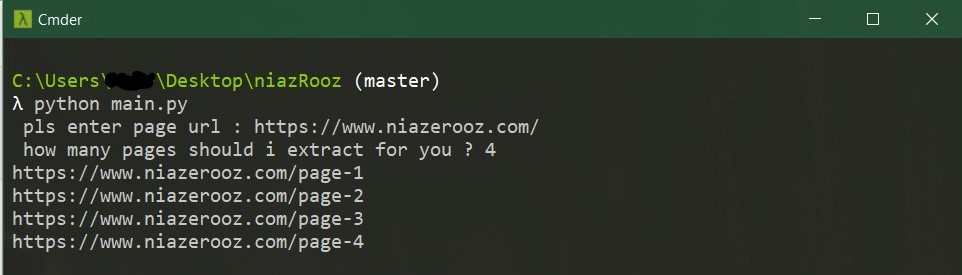 Cmder
C:\Users\ \Desktop\niazRooz (master)
λ python main.py
pls enter page url : https://www.niazerooz.com/
how many pages should i extract for you ? 4
https://www.niazerooz.com/page-1
https://www.niazerooz.com/page-2
https://www.niazerooz.com/page-3
https://www.niazerooz.com/page-4